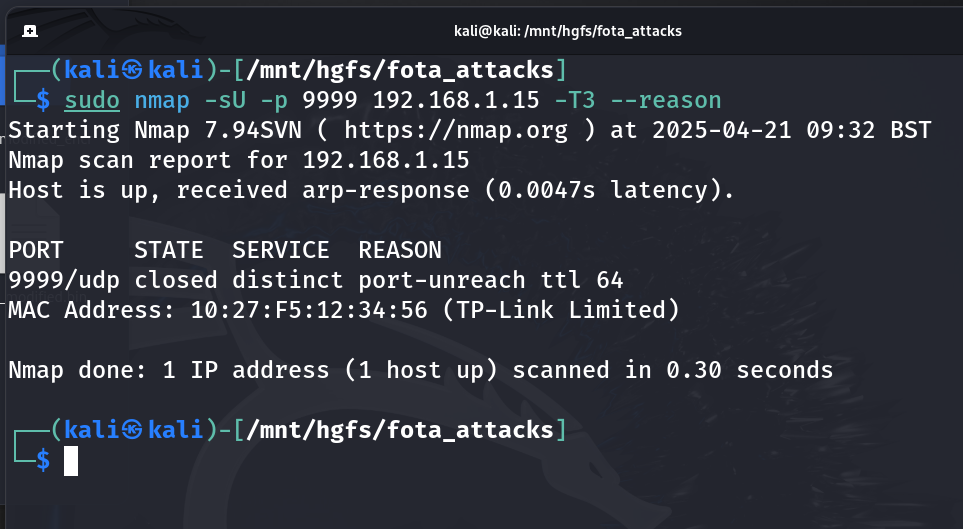 kali@kali: /mnt/hgfs/fota_attacks
┌──(kali㉿kali)-[/mnt/hgfs/fota_attacks]
└─$ sudo nmap -sU -p 9999 192.168.1.15 -T3 --reason
Starting Nmap 7.94SVN ( https://nmap.org ) at 2025-04-21 09:32 BST
Nmap scan report for 192.168.1.15
Host is up, received arp-response (0.0047s latency).
PORT     STATE  SERVICE  REASON
9999/udp closed distinct port-unreach ttl 64
MAC Address: 10:27:F5:12:34:56 (TP-Link Limited)
Nmap done: 1 IP address (1 host up) scanned in 0.30 seconds
┌──(kali㉿kali)-[/mnt/hgfs/fota_attacks]
└─$